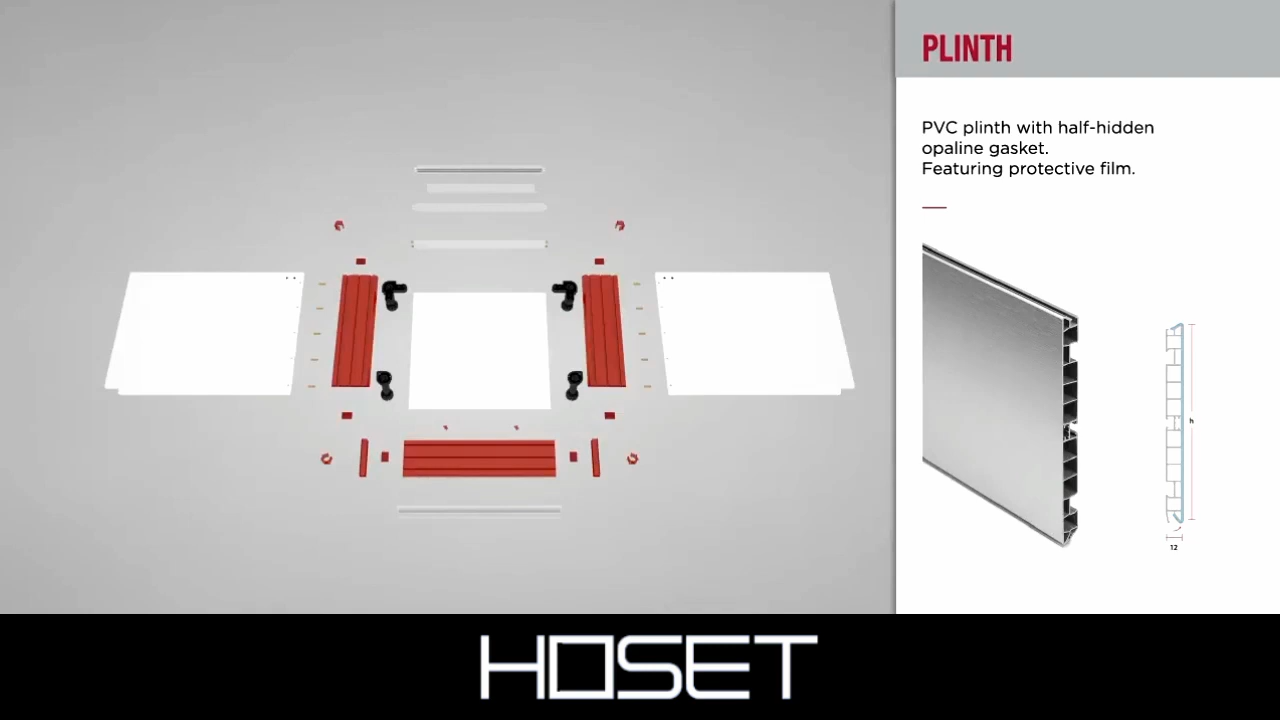 PLINTH
PVC plinth with half-hidden
opaline gasket.
Featuring protective film.
h
12
HOSET